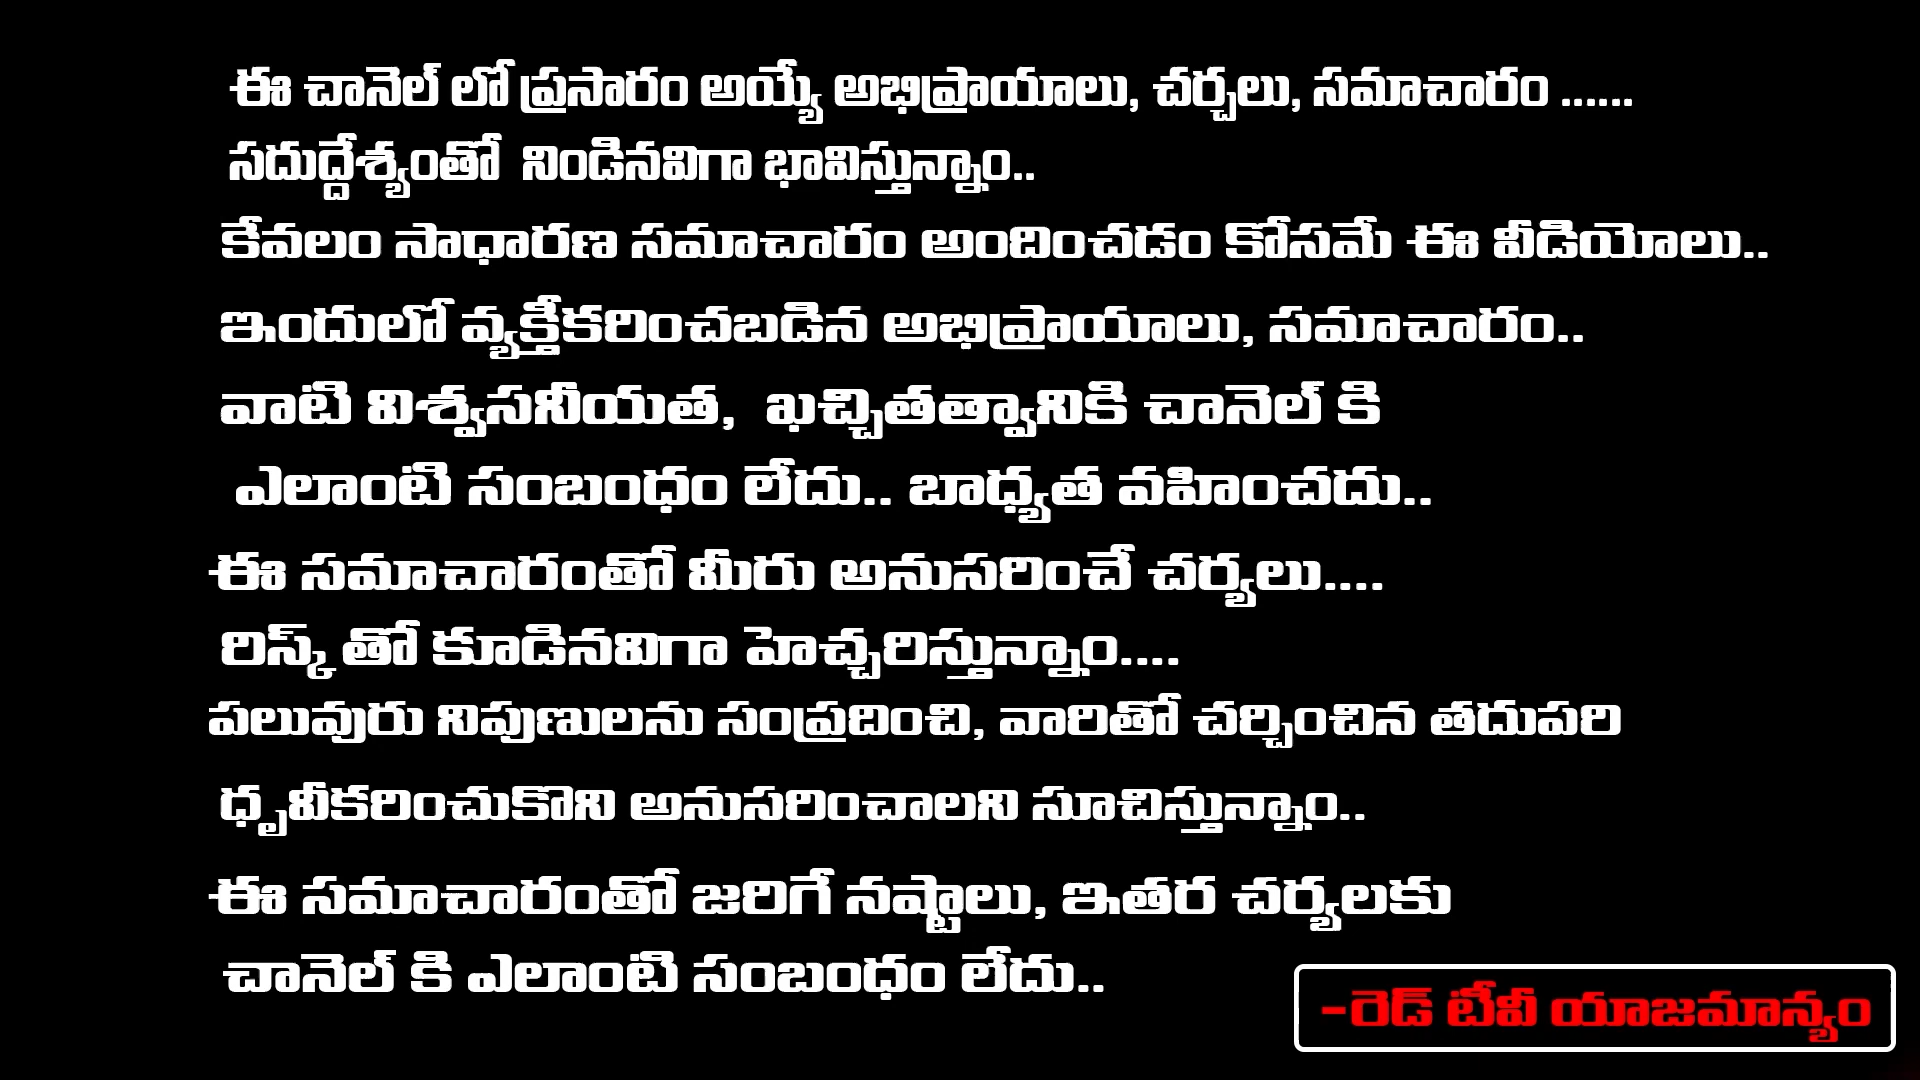 ఈ చానెల్ లో ప్రసారం అయ్యే అభిప్రాయాలు, చర్చలు, సమాచారం ......
సదుద్దేశ్యంతో నిండినవిగా భావిస్తున్నాం..
కేవలం సాధారణ సమాచారం అందించడం కోసమే ఈ వీడియోలు..
ఇందులో వ్యక్తీకరించబడిన అభిప్రాయాలు, సమాచారం..
వాటి విశ్వసనీయత, ఖచ్చితత్వానికి చానెల్ కి
ఎలాంటి సంబంధం లేదు.. బాధ్యత వహించదు..
ఈ సమాచారంతో మీరు అనుసరించే చర్యలు....
రిస్క్ తో కూడినవిగా హెచ్చరిస్తున్నాం....
పలువురు నిపుణులను సంప్రదించి, వారితో చర్చించిన తదుపరి
ధృవీకరించుకొని అనుసరించాలని సూచిస్తున్నాం..
ఈ సమాచారంతో జరిగే నష్టాలు, ఇతర చర్యలకు
చానెల్ కి ఎలాంటి సంబంధం లేదు..
-రెడ్ టీవీ యాజమాన్యం